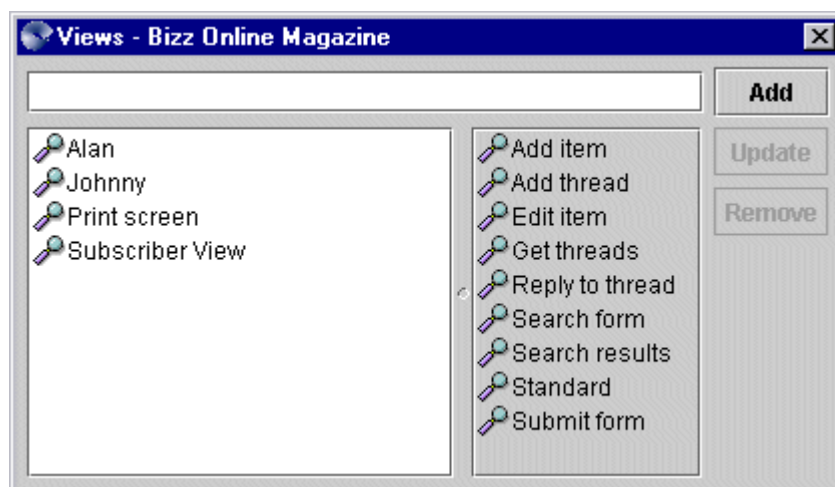 Views - Bizz Online Magazine
Add
Alan
Johnny
Print screen
Subscriber View
Add item
Add thread
Edit item
Get threads
Reply to thread
Search form
Search results
Standard
Submit form
Update
Remove